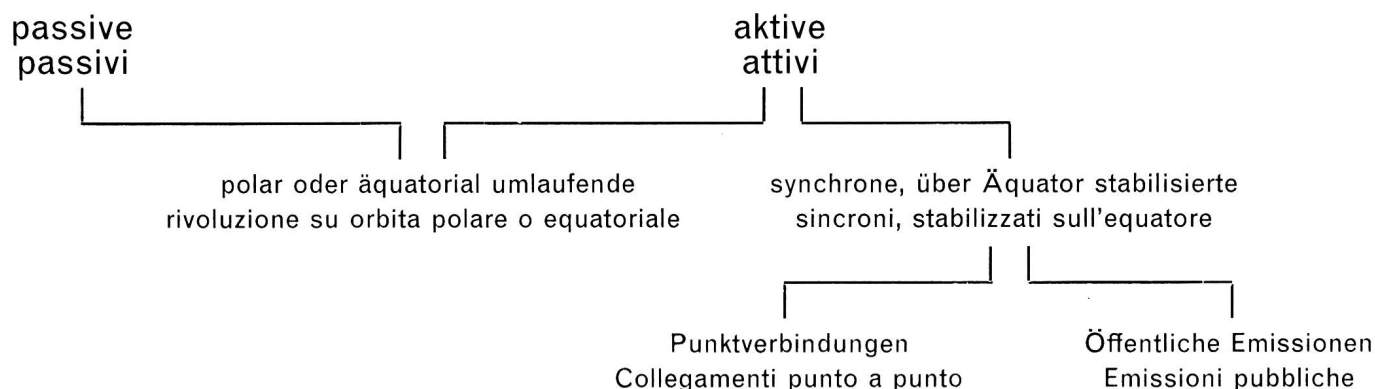 passive
passivi
aktive
attivi
polar oder äquatorial umlaufende
rivoluzione su orbita polare o equatoriale
synchrone, über Äquator stabilisierte
sincroni, stabilizzati sull'equatore
Punktverbindungen
Collegamenti punto a punto
Öffentliche Emissionen
Emissioni pubbliche